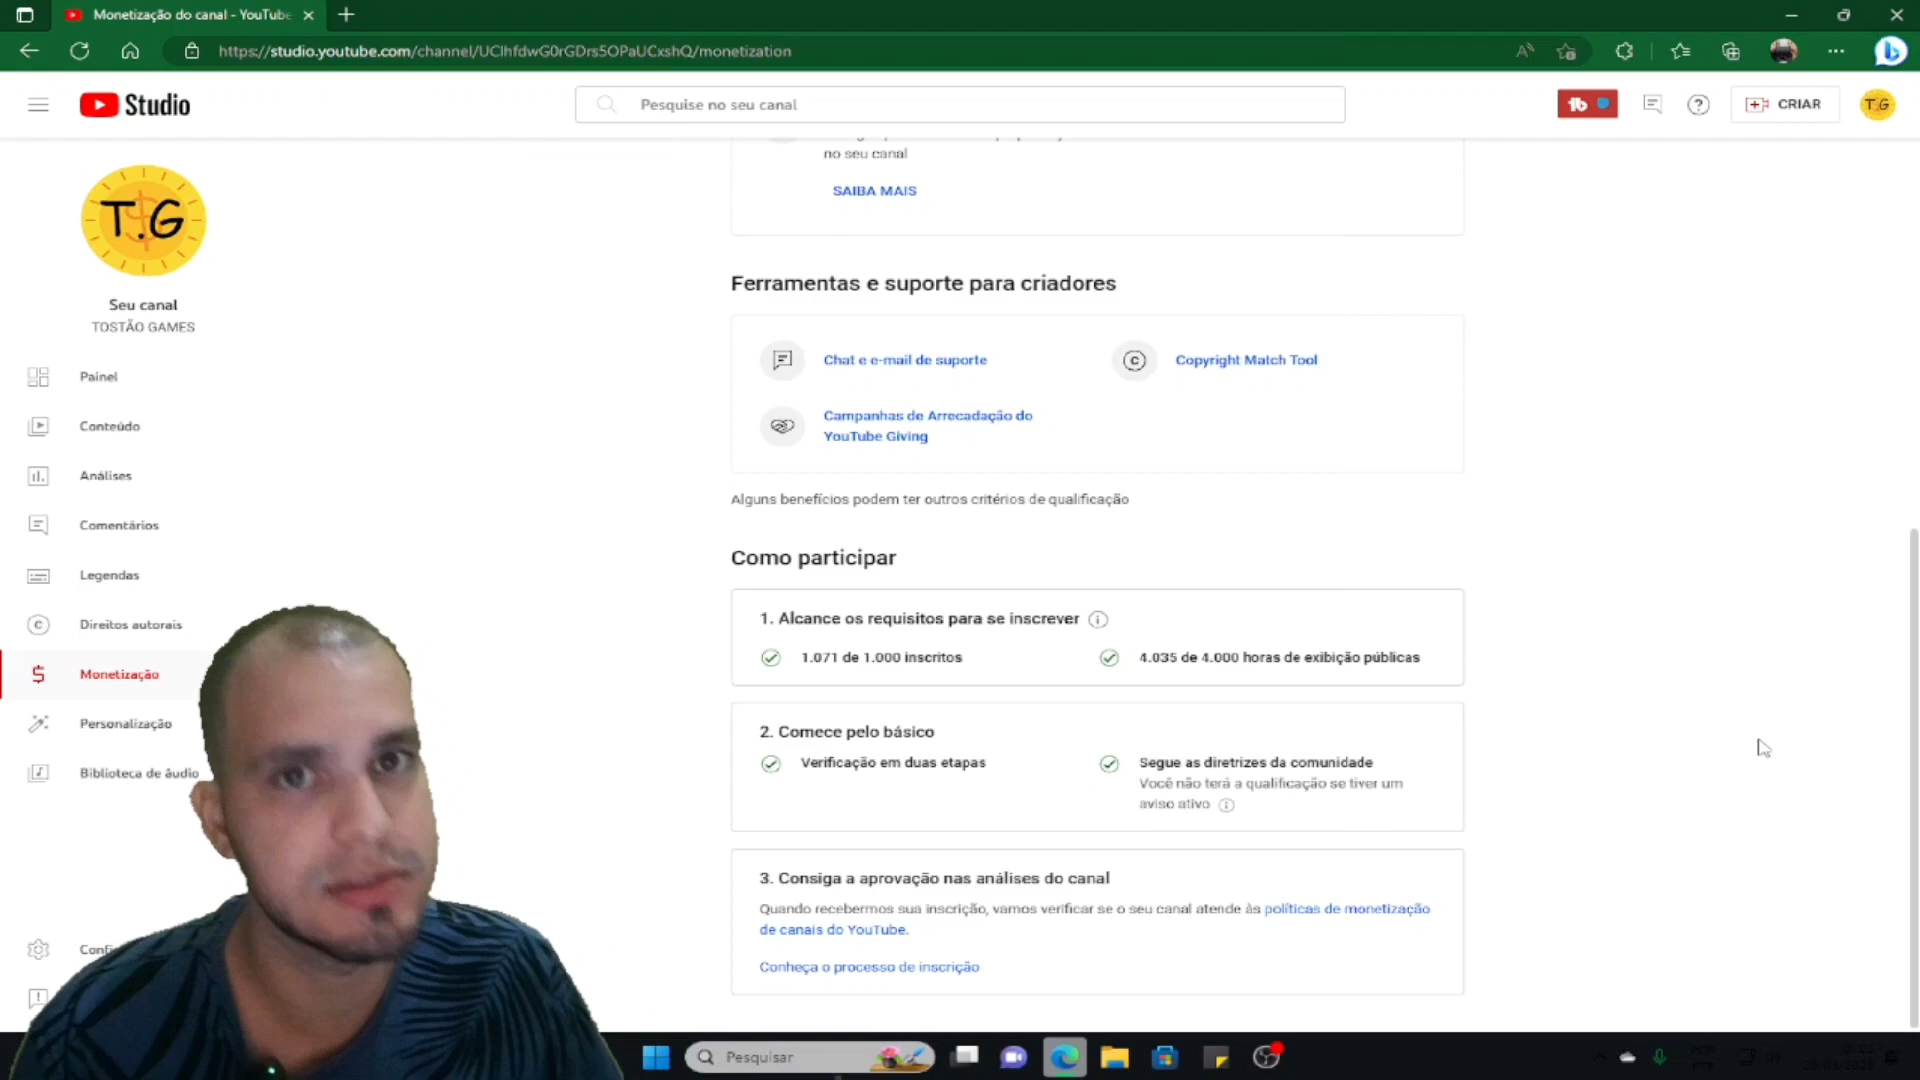 Monetização do canal - YouTube
https://studio.youtube.com/channel/UClhfdwG0rGDrs5OPaUCxshQ/monetization
Studio
Pesquise no seu canal
CRIAR
T.G
T.G
Seu canal
TOSTÃO GAMES
Painel
Conteúdo
Análises
Comentários
Legendas
Direitos autorais
Monetização
Personalização
Biblioteca de áudio
no seu canal
SAIBA MAIS
Ferramentas e suporte para criadores
Chat e e-mail de suporte
Copyright Match Tool
Campanhas de Arrecadação do
YouTube Giving
Alguns benefícios podem ter outros critérios de qualificação
Como participar
1. Alcance os requisitos para se inscrever
1.071 de 1.000 inscritos
4.035 de 4.000 horas de exibição públicas
2. Comece pelo básico
Verificação em duas etapas
Segue as diretrizes da comunidade
Você não terá a qualificação se tiver um
aviso ativo
3. Consiga a aprovação nas análises do canal
Quando recebermos sua inscrição, vamos verificar se o seu canal atende às políticas de monetização
de canais do YouTube.
Conheça o processo de inscrição
Pesquisar